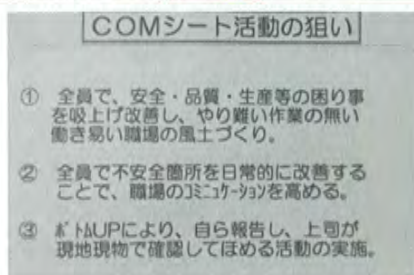 COMシート活動の狙い
① 全員で、安全・品質・生産等の困り事
を吸上げ改善し、やり難い作業の無い
働き易い職場の風土づくり。
② 全員で不安全箇所を日常的に改善する
ことで、職場のｺﾐﾆｭｹｰｼｮﾝを高める。
③ ﾎﾞﾄﾑUPにより、自ら報告し、上司が
現地現物で確認してほめる活動の実施。